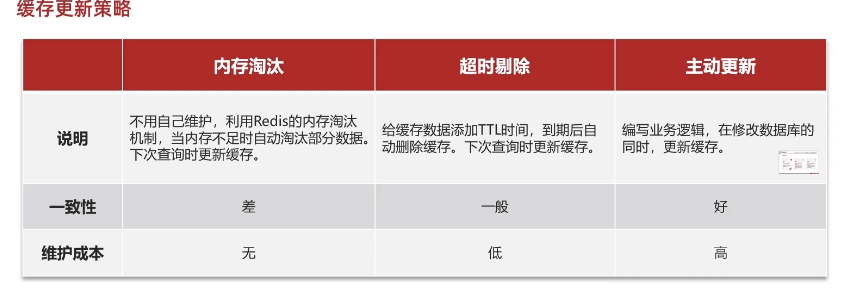 缓存更新策略
内存淘汰 超时剔除 主动更新
说明
不用自己维护，利用Redis的内存淘汰
机制，当内存不足时自动淘汰部分数据。
下次查询时更新缓存。
给缓存数据添加TTL时间，到期后自
动删除缓存。下次查询时更新缓存。
编写业务逻辑，在修改数据库的
同时，更新缓存。
一致性 差 一般 好
维护成本 无 低 高